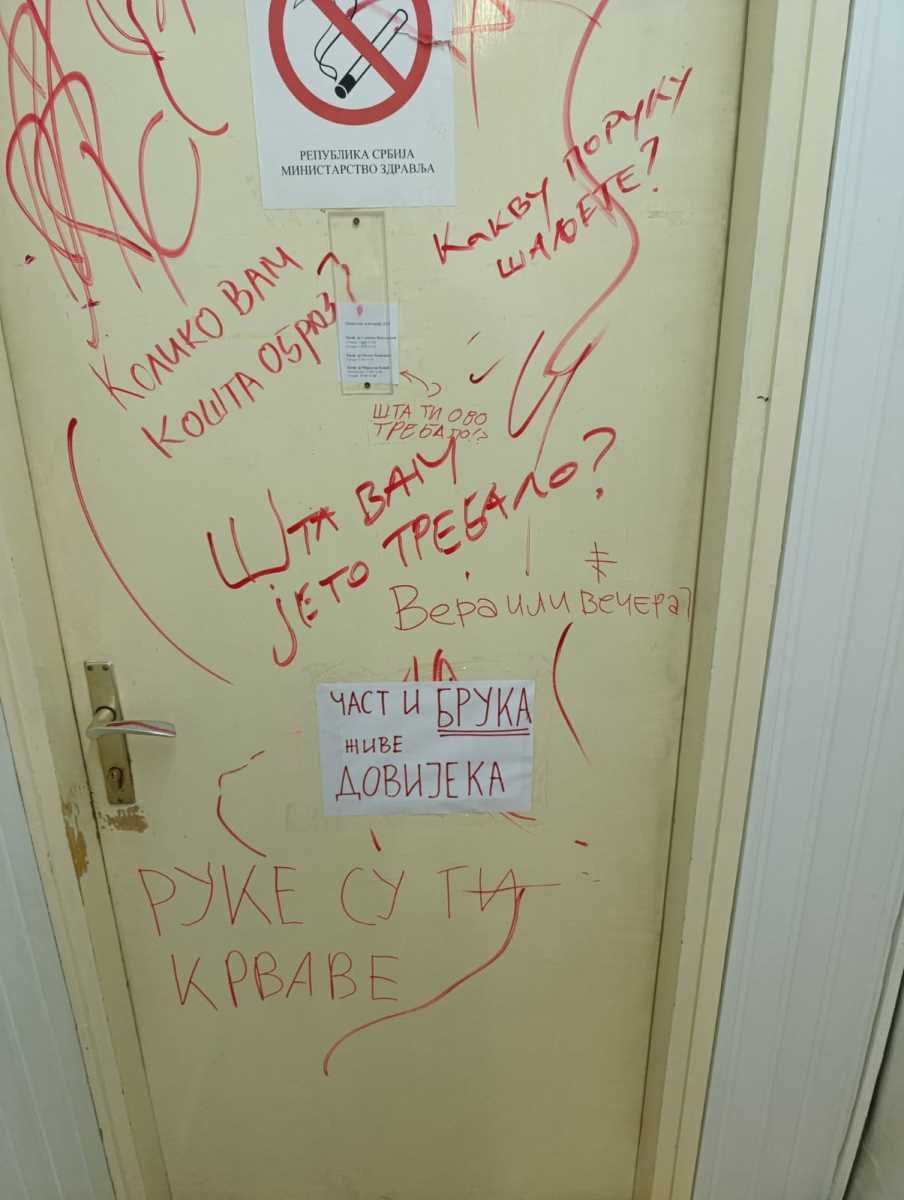 РЕПУБЛИКА СРБИЈА
МИНИСТАРСТВО ЗДРАВЉА
КАКВУ ПОРУКУ
ШАЉЕТЕ?
КОЛИКО ВАМ
КОШТА ОБРАЗ?
ШТА ТИ ОВО
ТРЕБАЛО!?
ШТА ВАМ
ЈЕ ТО ТРЕБАЛО?
Вера или ВЕЧЕРА?
ЧАСТ И БРУКА
ЖИВЕ
ДОВИЈЕКА
РУКЕ СУ ТИ
КРВАВЕ